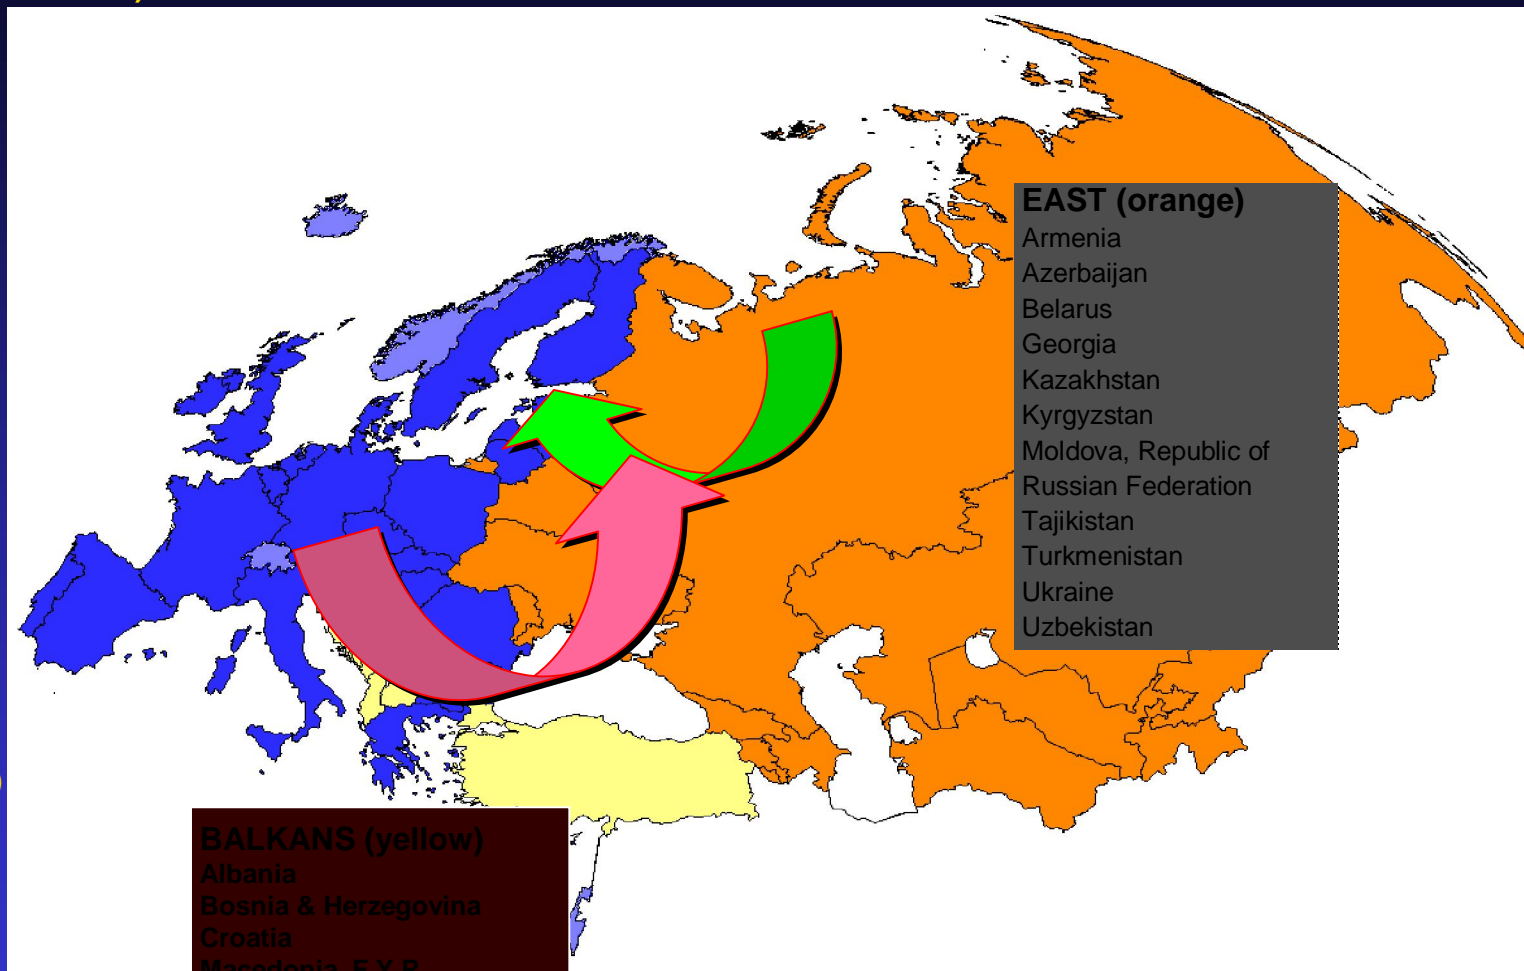 EAST (orange)
Armenia
Azerbaijan
Belarus
Georgia
Kazakhstan
Kyrgyzstan
Moldova, Republic of
Russian Federation
Tajikistan
Turkmenistan
Ukraine
Uzbekistan
BALKANS (yellow)
Albania
Bosnia & Herzegovina
Croatia
Macedonia, F.Y.R.